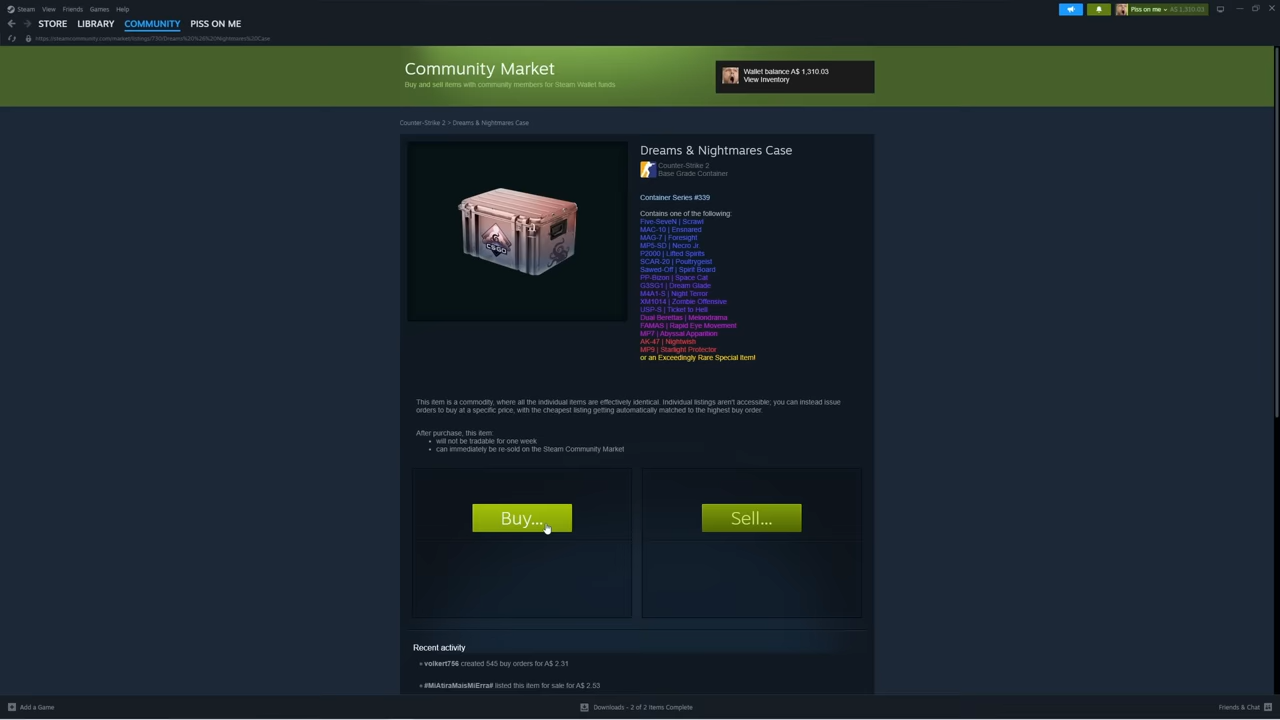 Steam View Friends Games Help
Piss on me A$ 1,310.03
STORE LIBRARY COMMUNITY PISS ON ME
Community Market
Buy and sell items with community members for Steam Wallet funds
Wallet balance A$ 1,310.03
View Inventory
Counter-Strike 2 > Dreams & Nightmares Case
Dreams & Nightmares Case
Counter-Strike 2
Base Grade Container
Container Series #339
Contains one of the following:
Five-SeveN | Scrawl
MAC-10 | Ensnared
MAG-7 | Foresight
MP5-SD | Necro Jr.
P2000 | Lifted Spirits
SCAR-20 | Poultrygeist
Sawed-Off | Spirit Board
PP-Bizon | Space Cat
G3SG1 | Dream Glade
M4A1-S | Night Terror
XM1014 | Zombie Offensive
USP-S | Ticket to Hell
Dual Berettas | Melondrama
FAMAS | Rapid Eye Movement
MP7 | Abyssal Apparition
AK-47 | Nightwish
MP9 | Starlight Protector
or an Exceedingly Rare Special Item!
CS:GO
This item is a commodity, where all the individual items are effectively identical. Individual listings aren't accessible; you can instead issue
orders to buy at a specific price, with the cheapest listing getting automatically matched to the highest buy order.
After purchase, this item:
• will not be tradable for one week
• can immediately be re-sold on the Steam Community Market
Buy... Sell...
Recent activity
• voikert756 created 545 buy orders for A$ 2.31
• #MiAtiraMaisMiErra# listed this item for sale for A$ 2.53
Add a Game Downloads - 2 of 2 Items Complete Friends & Chat